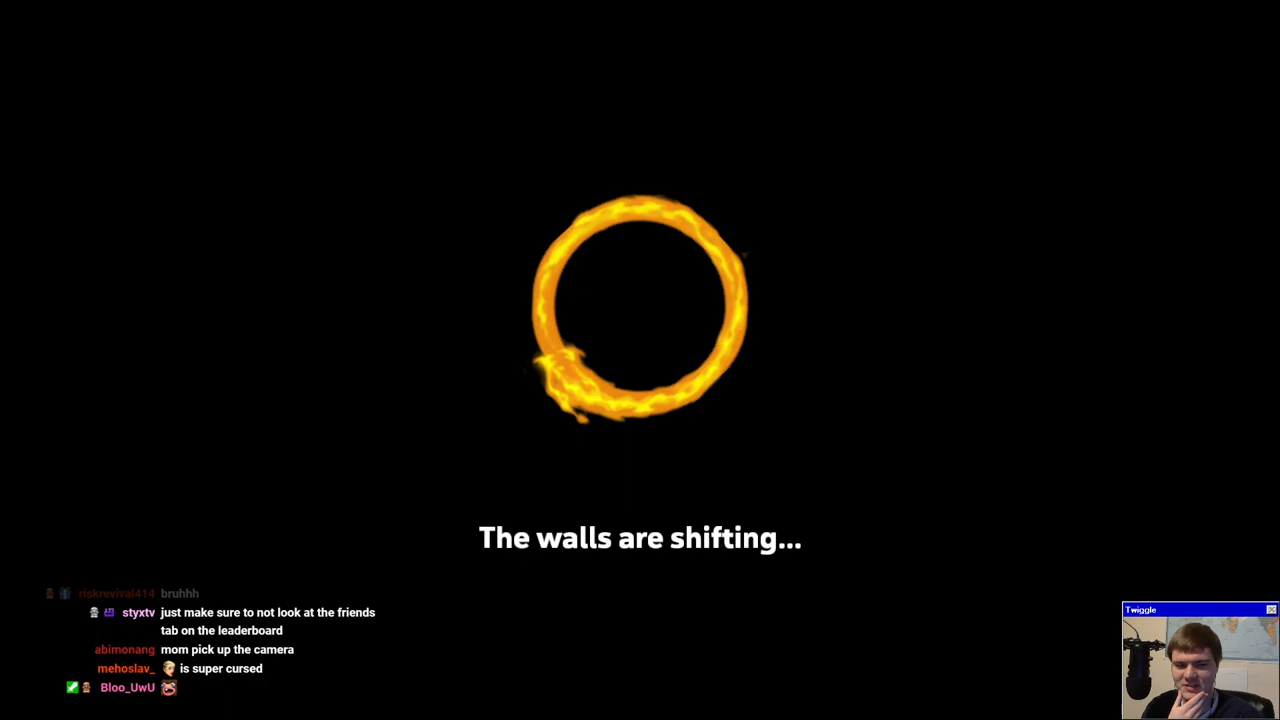 The walls are shifting...
riskrevival414 bruhhh
styxtv just make sure to not look at the friends
tab on the leaderboard
abimonang mom pick up the camera
mehoslav_ is super cursed
Bloo_UwU
Twiggle